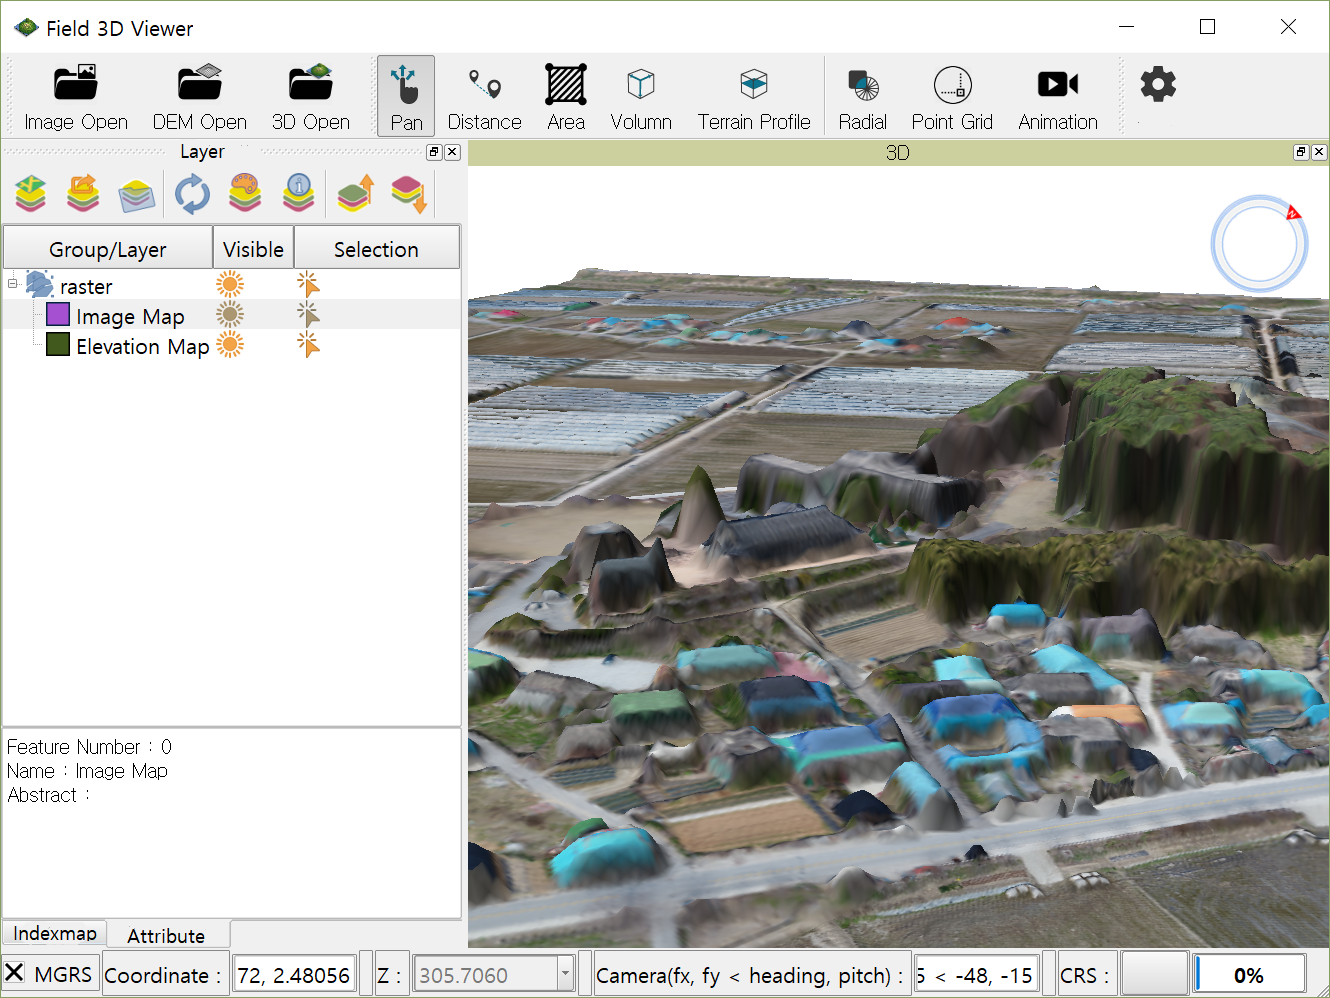 Field 3D Viewer
Image Open
DEM Open
3D Open
Pan
Distance
Area
Volumn
Terrain Profile
Radial
Point Grid
Animation
Layer
3D
N
Group/Layer
Visible
Selection
raster
Image Map
Elevation Map
Feature Number : 0
Name : Image Map
Abstract :
Indexmap
Attribute
MGRS
Coordinate :
72, 2.48056
Z :
305.7060
Camera(fx, fy < heading, pitch) :
5 < -48, -15
CRS :
0%